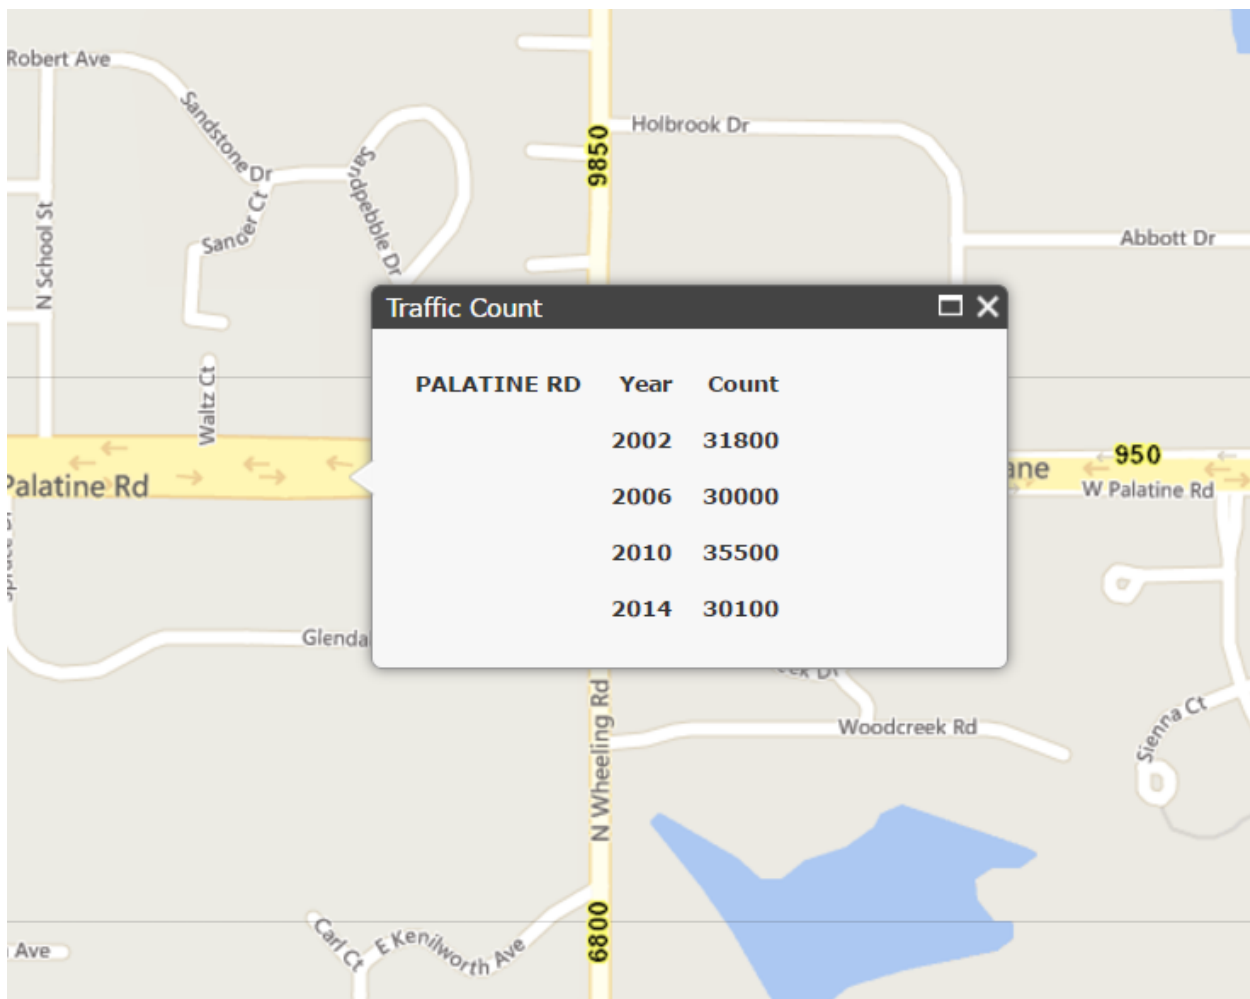 Robert Ave
Sandstone Dr
Sander Ct
Sandpebble Dr
N School St
Waltz Ct
9850
Holbrook Dr
Abbott Dr
Traffic Count
PALATINE RD Year Count
2002 31800
2006 30000
2010 35500
2014 30100
Palatine Rd
950
ane
W Palatine Rd
Glenda
N Wheeling Rd
Woodcreek Rd
Sienna Ct
6800
Carl Ct
E Kenilworth Ave
Ave